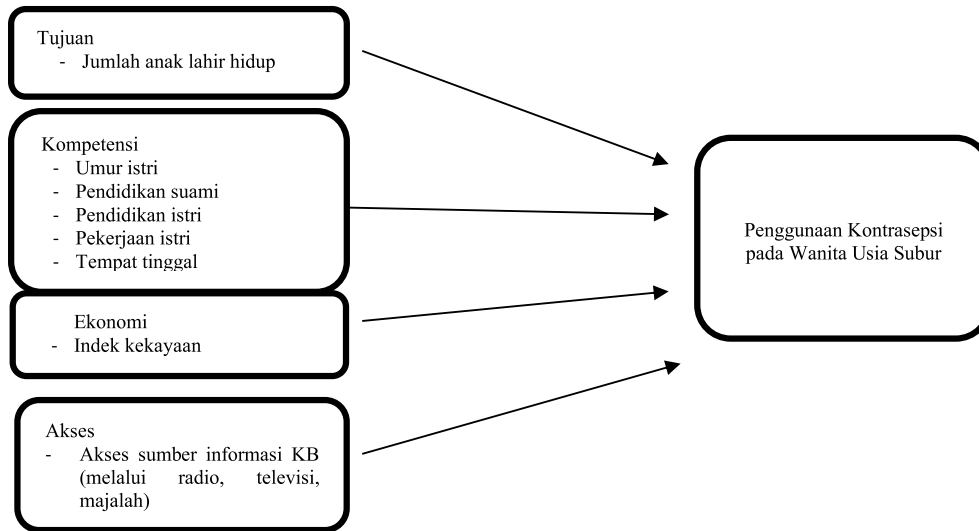 Tujuan
- Jumlah anak lahir hidup
Kompetensi
- Umur istri
- Pendidikan suami
- Pendidikan istri
- Pekerjaan istri
- Tempat tinggal
Ekonomi
- Indek kekayaan
Akses
- Akses sumber informasi KB
(melalui radio, televisi,
majalah)
Penggunaan Kontrasepsi
pada Wanita Usia Subur